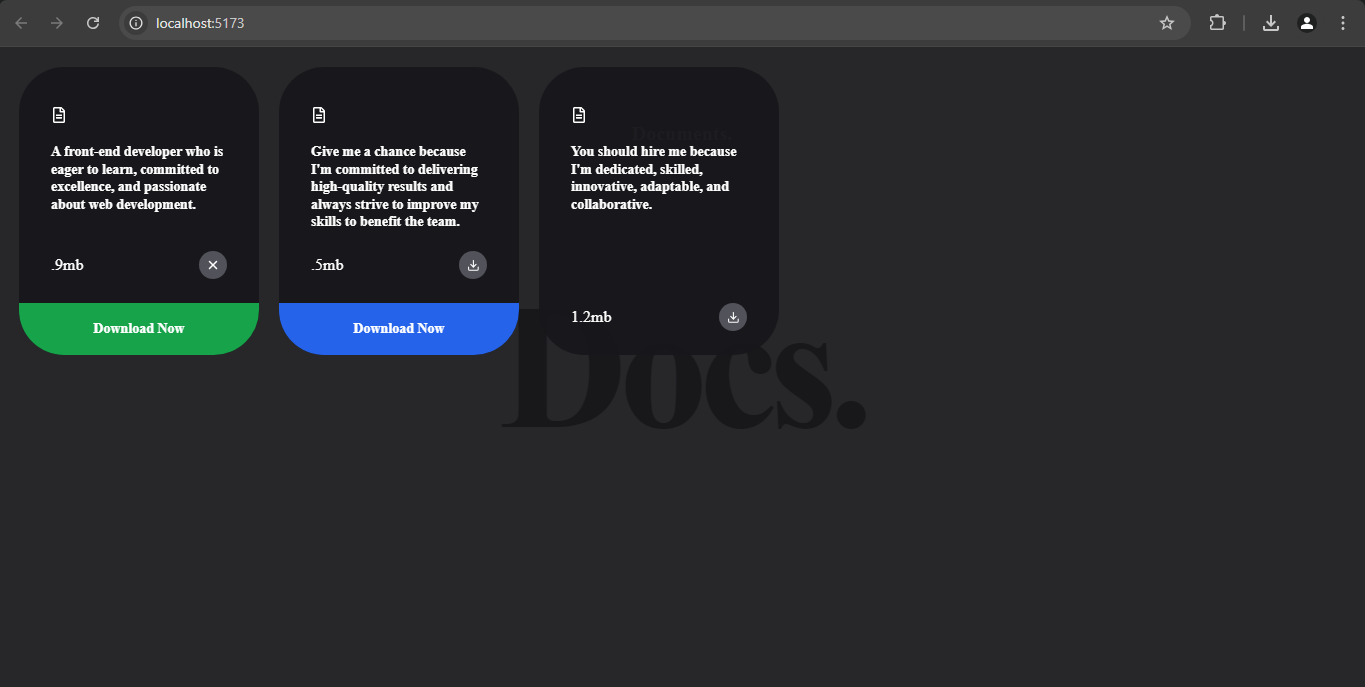 localhost:5173
A front-end developer who is
eager to learn, committed to
excellence, and passionate
about web development.
.9mb
Download Now
Give me a chance because
I'm committed to delivering
high-quality results and
always strive to improve my
skills to benefit the team.
.5mb
Download Now
Documents.
You should hire me because
I'm dedicated, skilled,
innovative, adaptable, and
collaborative.
1.2mb
Docs.